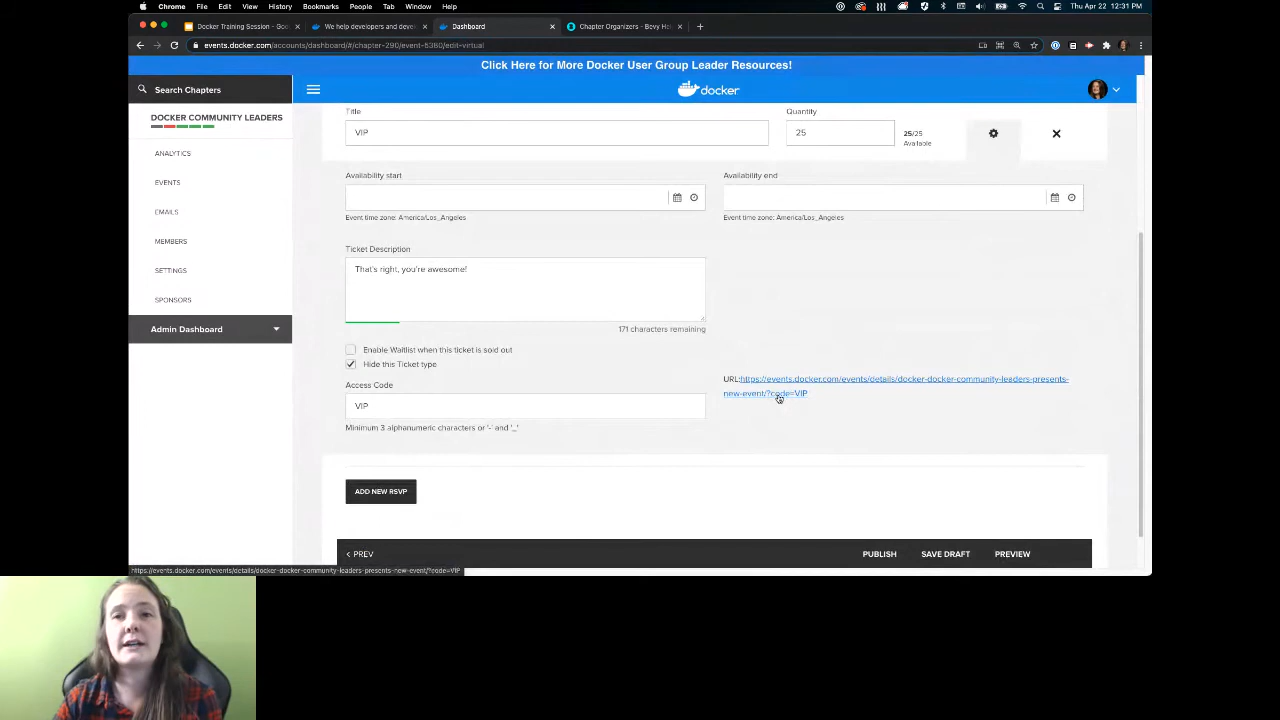 Chrome File Edit View History Bookmarks People Tab Window Help Thu Apr 22 12:31 PM
Docker Training Session - Goo We help developers and devel Dashboard Chapter Organizers - Bevy Hel
events.docker.com/accounts/dashboard/#/chapter-290/event-5380/edit-virtual
Click Here for More Docker User Group Leader Resources!
Search Chapters
docker
DOCKER COMMUNITY LEADERS
ANALYTICS
EVENTS
EMAILS
MEMBERS
SETTINGS
SPONSORS
Admin Dashboard
Title
Quantity
VIP
25
25/25
Available
Availability start
Availability end
Event time zone: America/Los_Angeles
Event time zone: America/Los_Angeles
Ticket Description
That's right, you're awesome!
171 characters remaining
Enable Waitlist when this ticket is sold out
Hide this Ticket type
URL:https://events.docker.com/events/details/docker-docker-community-leaders-presents-
new-event/?code=VIP
Access Code
VIP
Minimum 3 alphanumeric characters or '-' and '_'
ADD NEW RSVP
PREV
PUBLISH
SAVE DRAFT
PREVIEW
https://events.docker.com/events/details/docker-docker-community-leaders-presents-new-event/?code=VIP